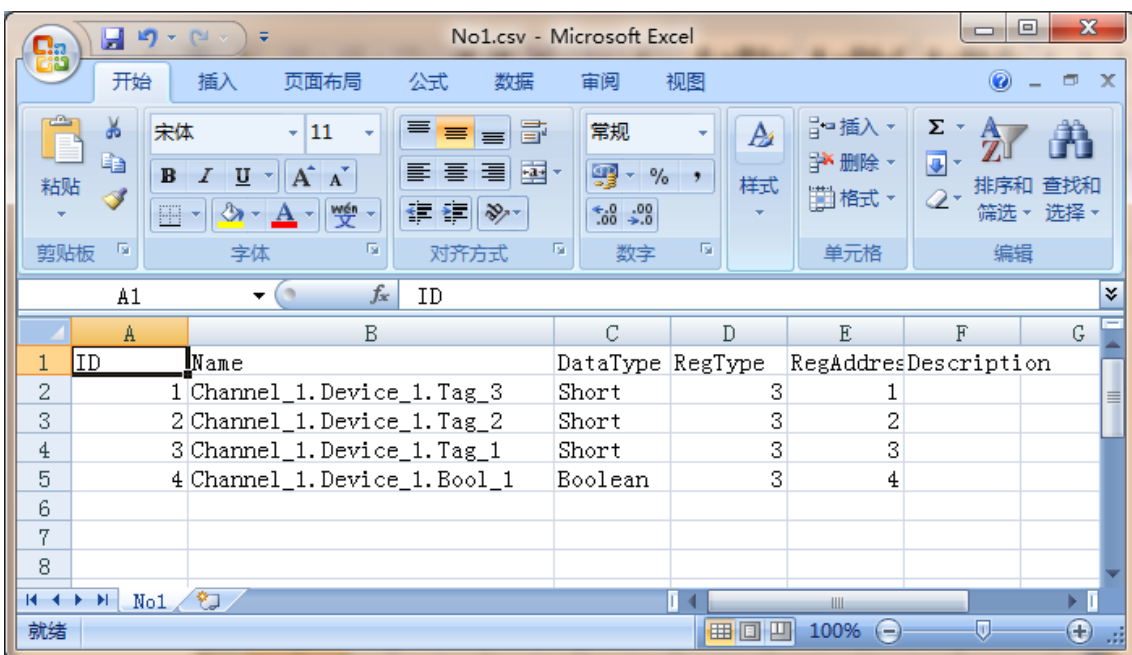 No1.csv - Microsoft Excel
开始 插入 页面布局 公式 数据 审阅 视图
宋体 11 常规 插入 Σ
B I U A A % , 删除
粘贴 样式 格式 排序和 查找和
A wén 文 .00 .0 筛选 选择
剪贴板 字体 对齐方式 数字 单元格 编辑
A1 fx ID
A B C D E F G
1 ID Name DataType RegType RegAddres Description
2 1 Channel_1.Device_1.Tag_3 Short 3 1
3 2 Channel_1.Device_1.Tag_2 Short 3 2
4 3 Channel_1.Device_1.Tag_1 Short 3 3
5 4 Channel_1.Device_1.Bool_1 Boolean 3 4
6
7
8
No1
就绪 100%